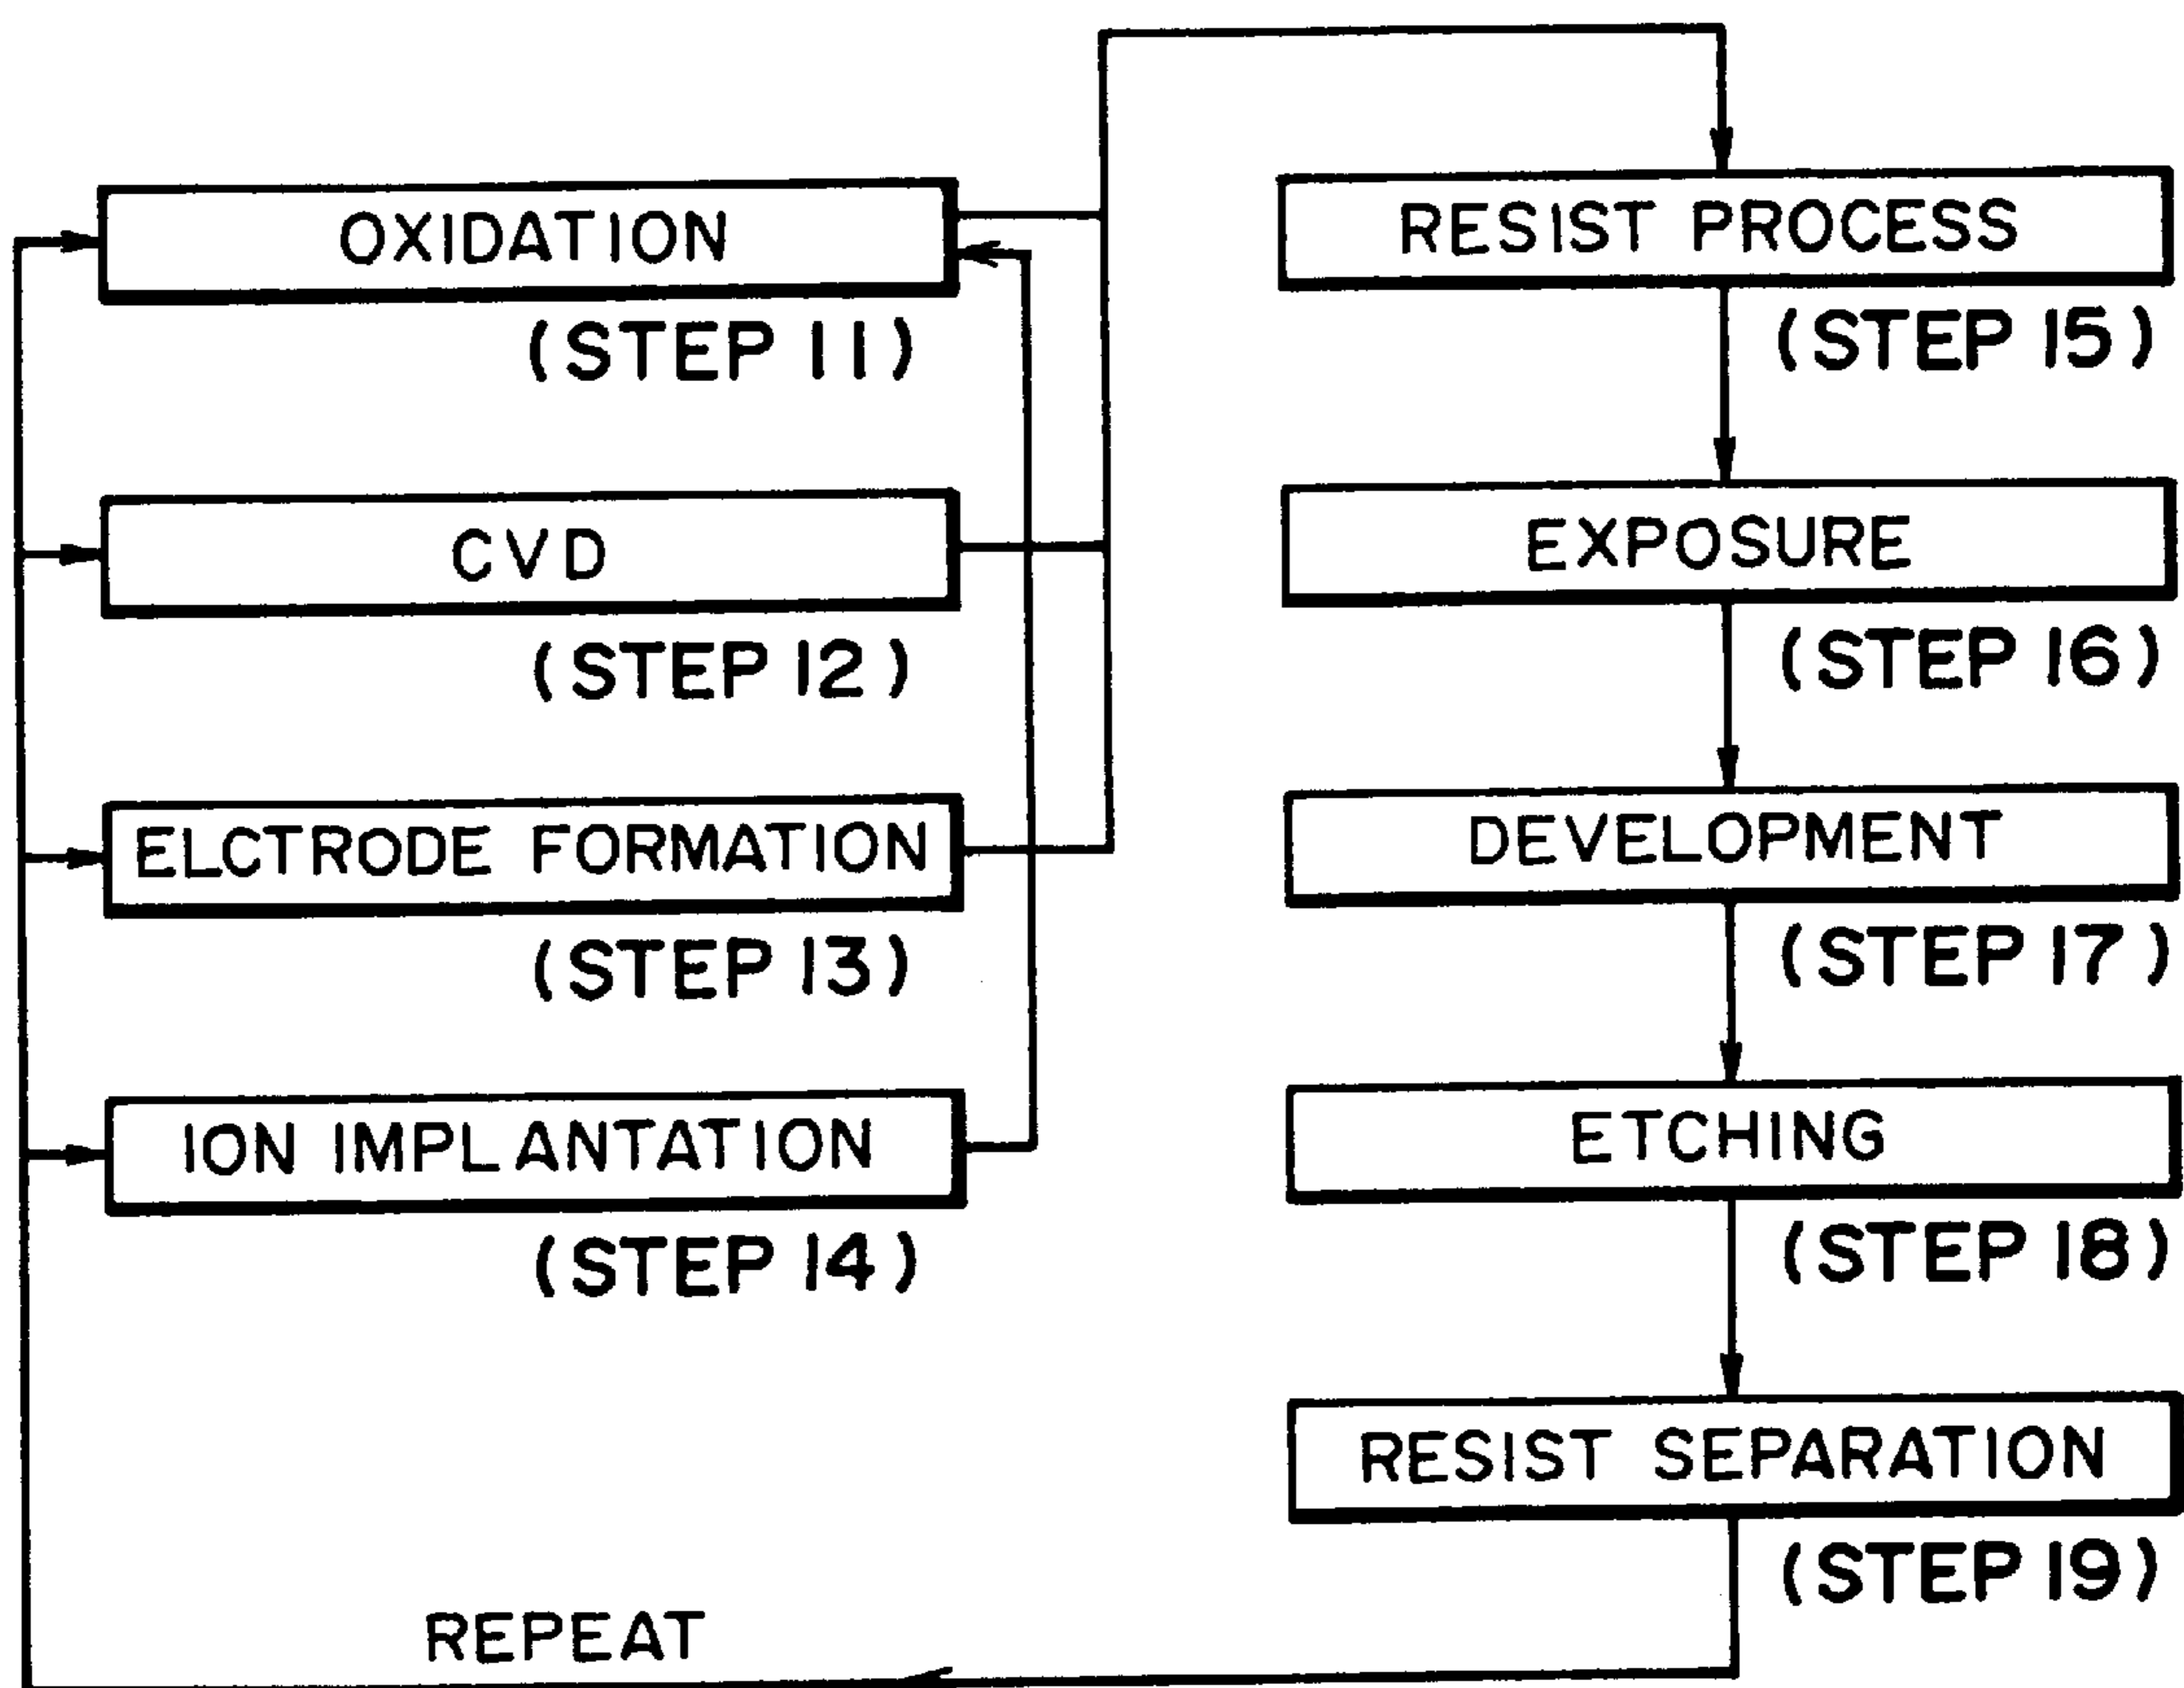 OXIDATION
(STEP 11)
CVD
(STEP 12)
ELCTRODE FORMATION
(STEP 13)
ION IMPLANTATION
(STEP 14)
RESIST PROCESS
(STEP 15)
EXPOSURE
(STEP 16)
DEVELOPMENT
(STEP 17)
ETCHING
(STEP 18)
RESIST SEPARATION
(STEP 19)
REPEAT